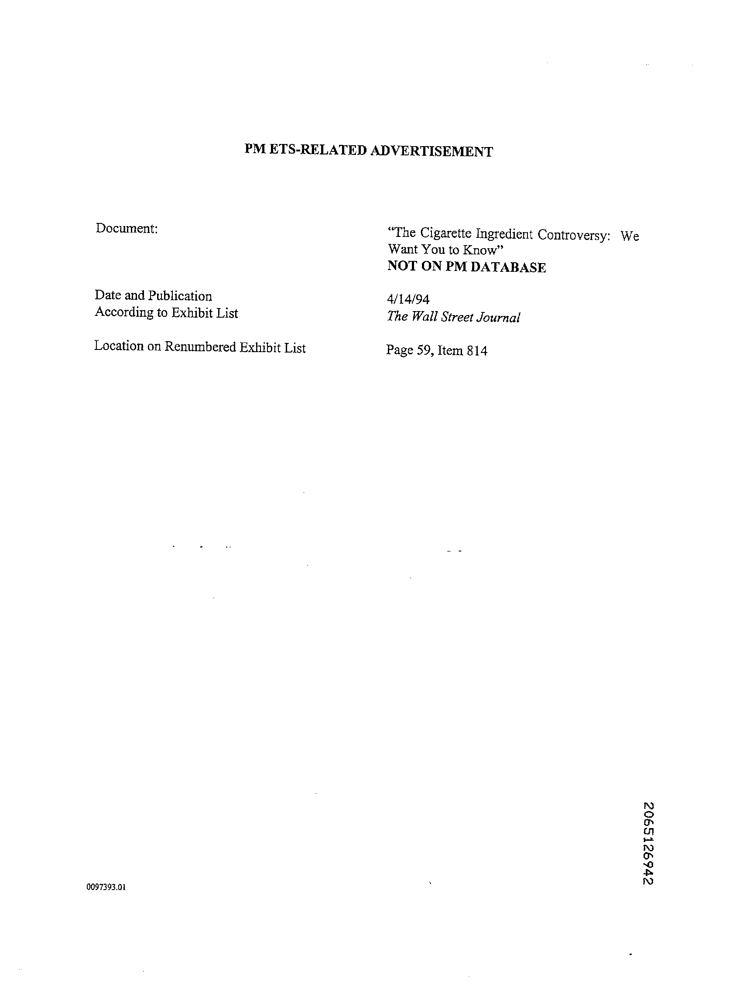 PM ETS-RELATED ADVERTISEMENT
Document:
"The Cigarette Ingredient Controversy: We
Want You to Know"
NOT ON PM DATABASE
Date and Publication
According to Exhibit List
4/14/94
The Wall Street Journal
Location on Renumbered Exhibit List
Page 59, Item 814
2065126942
0097393.01